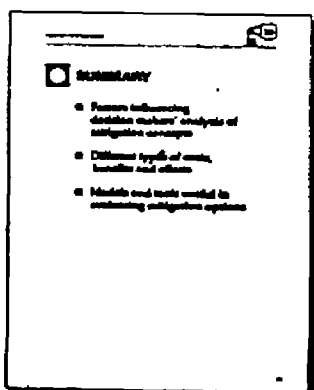 SUMMARY
Factors influencing
decision makers' analysis of
mitigation concepts
Different types of costs,
benefits and effects
Models and tools useful in
evaluating mitigation options